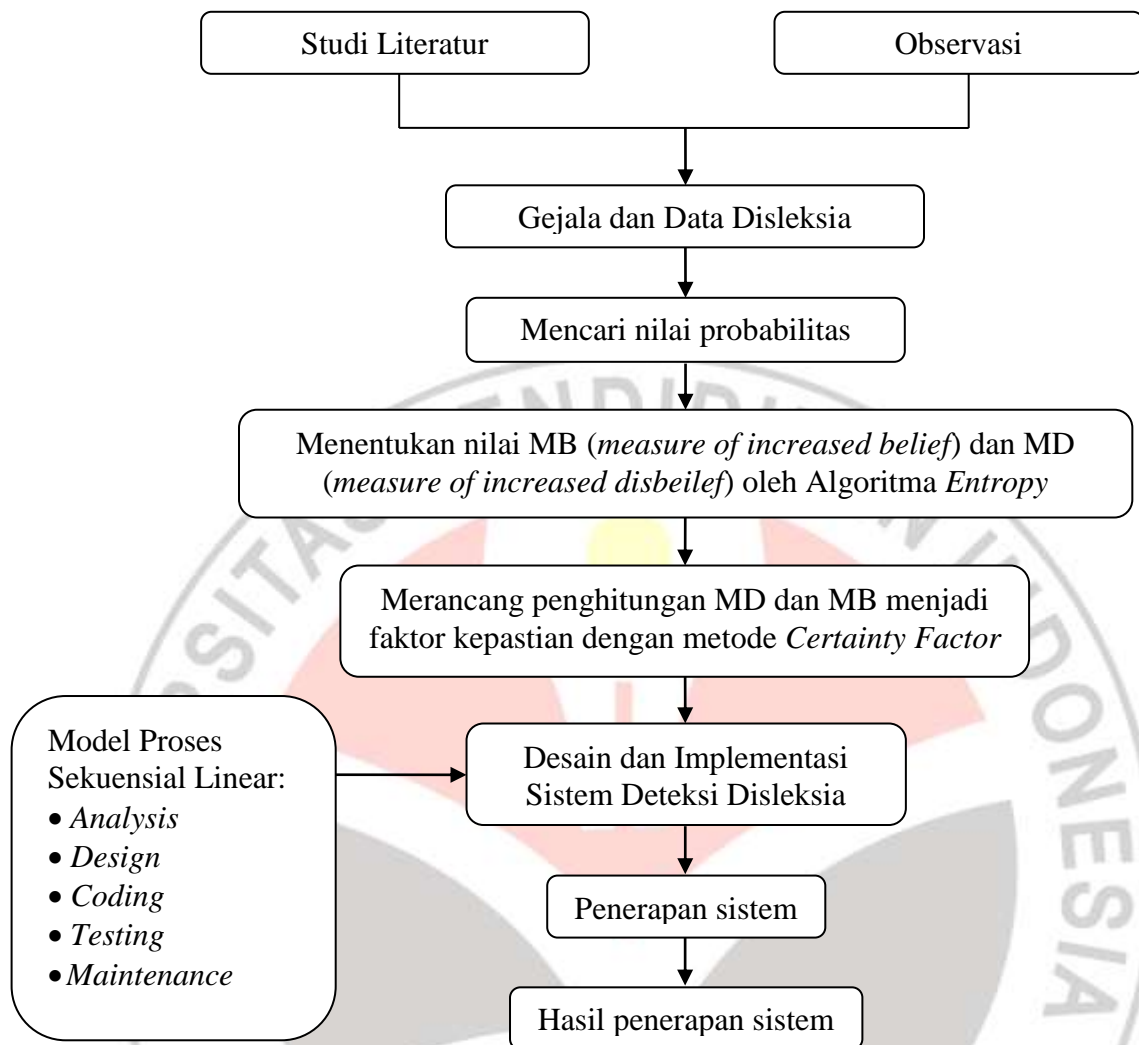 Studi Literatur
Observasi
Gejala dan Data Disleksia
Mencari nilai probabilitas
Menentukan nilai MB (measure of increased belief) dan MD
(measure of increased disbeilef) oleh Algoritma Entropy
Merancang penghitungan MD dan MB menjadi
faktor kepastian dengan metode Certainty Factor
Model Proses
Sekuensial Linear:
• Analysis
• Design
• Coding
• Testing
• Maintenance
Desain dan Implementasi
Sistem Deteksi Disleksia
Penerapan sistem
Hasil penerapan sistem
INDONESIA